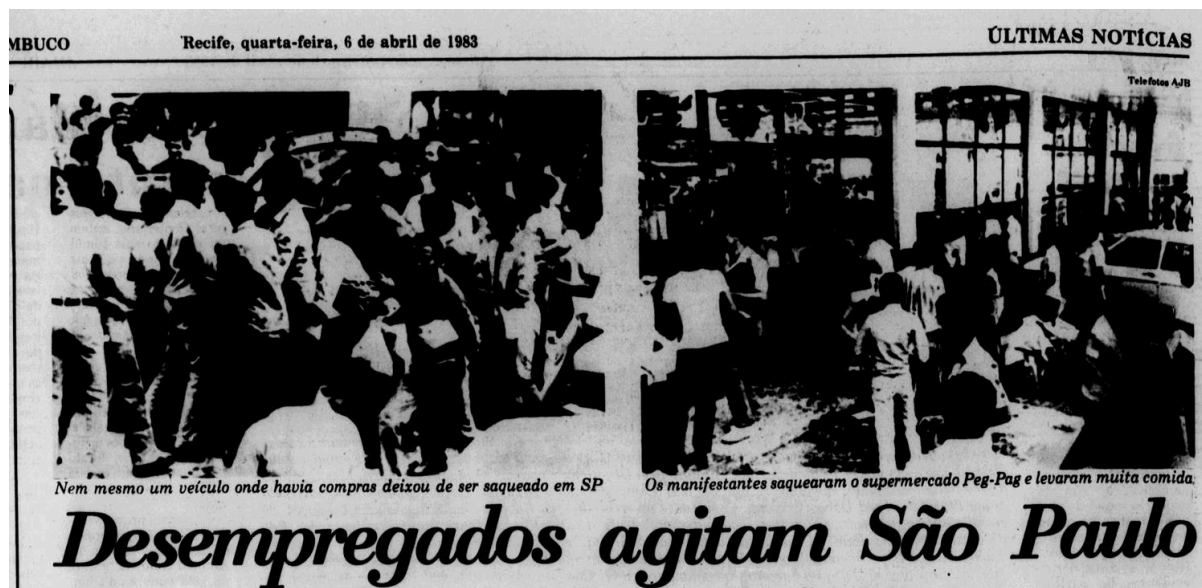 MBUCO Recife, quarta-feira, 6 de abril de 1983 ÚLTIMAS NOTÍCIAS
Telefotos AJB
Nem mesmo um veículo onde havia compras deixou de ser saqueado em SP
Os manifestantes saquearam o supermercado Peg-Pag e levaram muita comida
Desempregados agitam São Paulo